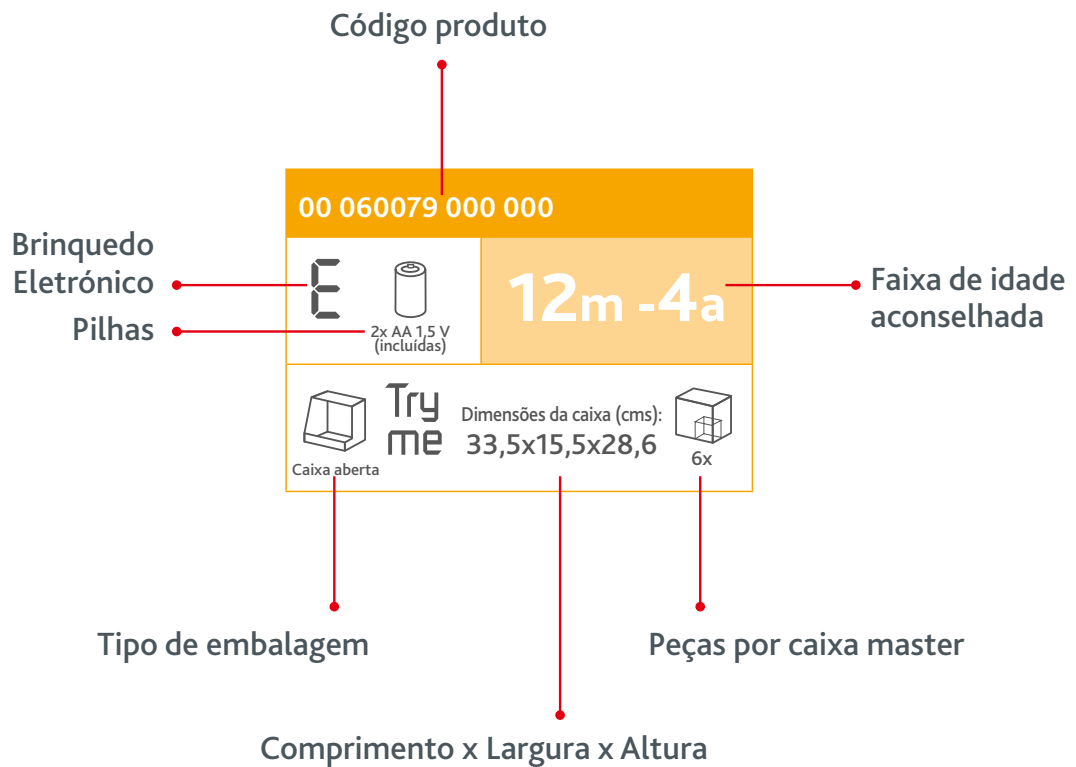 Código produto
00 060079 000 000
Brinquedo
Eletrónico
E
12m -4a
Faixa de idade
aconselhada
Pilhas
2x AA 1,5 V
(incluídas)
Try
me
Dimensões da caixa (cms):
33,5x15,5x28,6
6x
Caixa aberta
Tipo de embalagem
Peças por caixa master
Comprimento x Largura x Altura